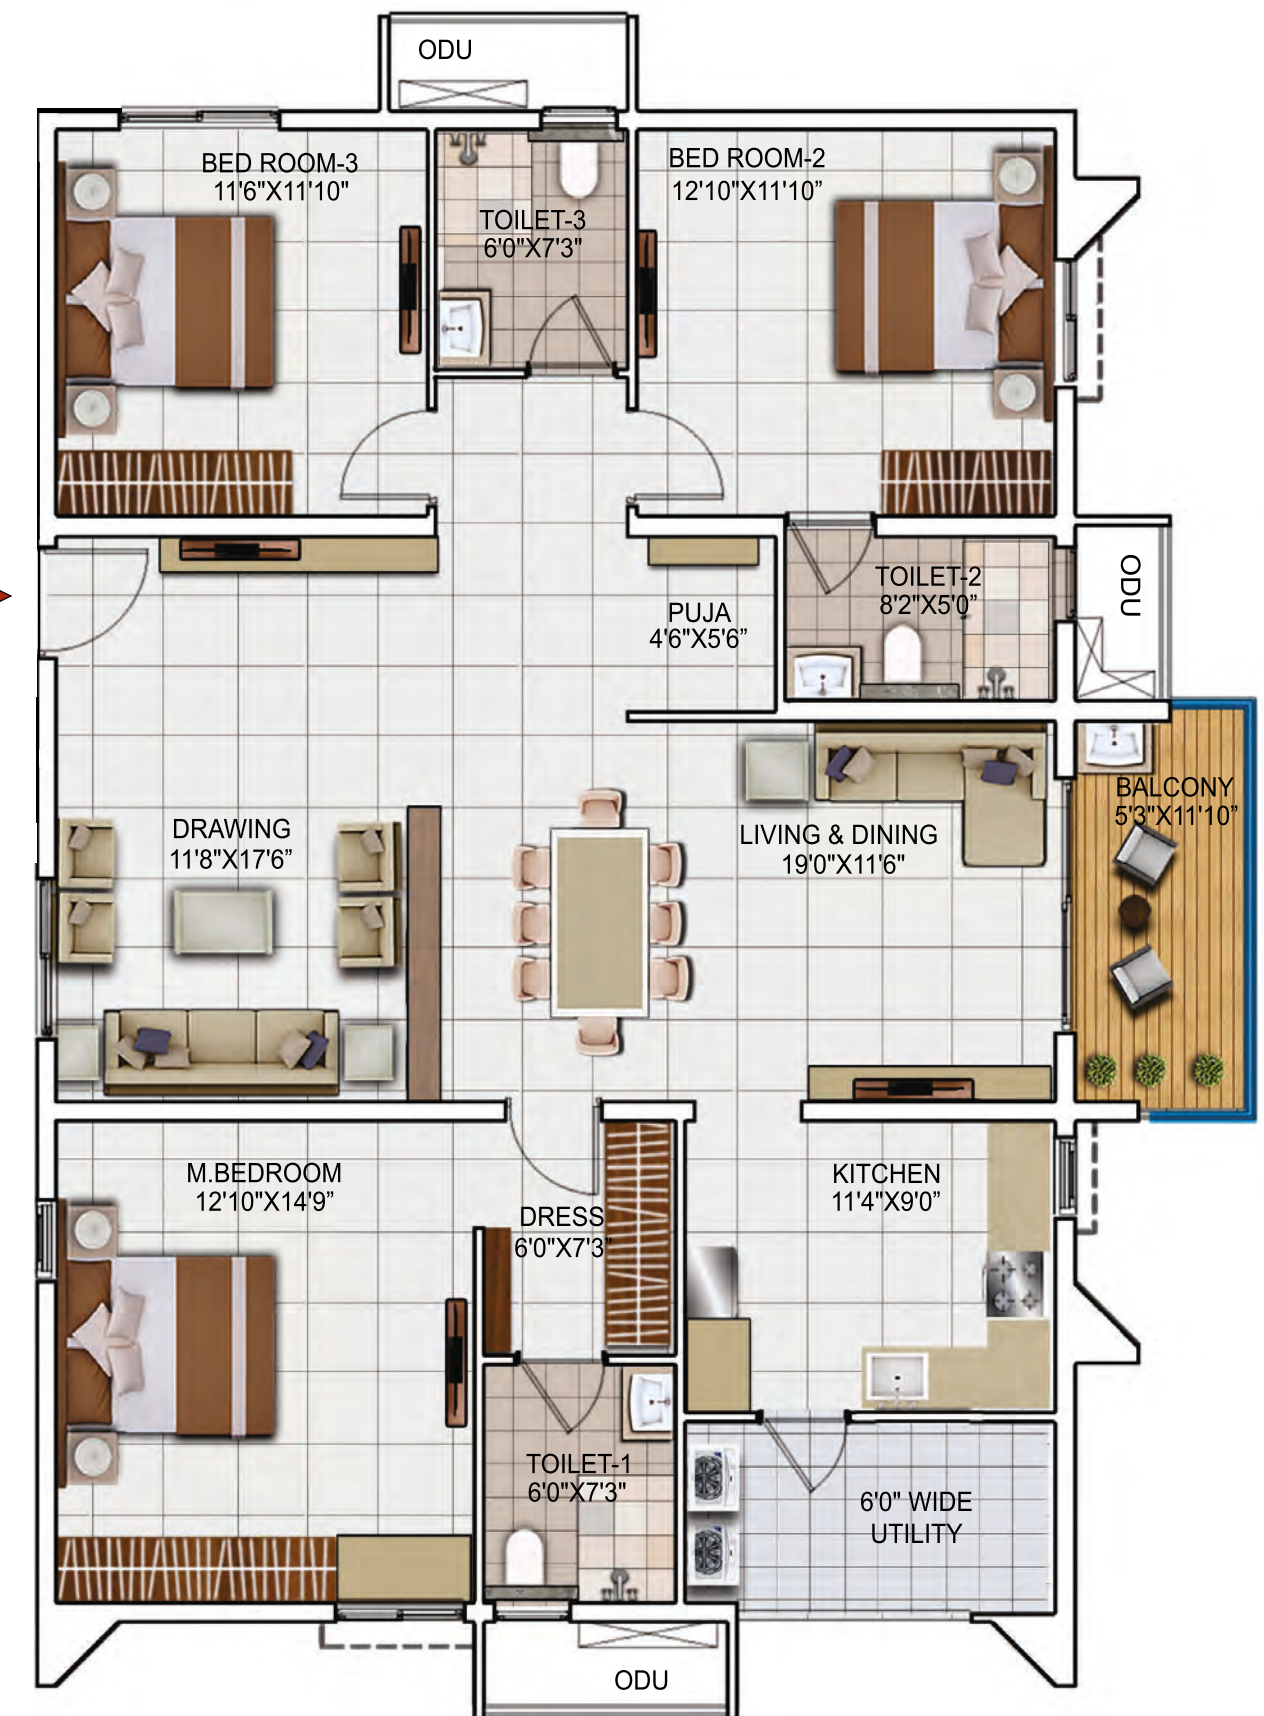 ODU
BED ROOM-3
11'6"X11'10"
BED ROOM-2
12'10"X11'10”
TOILET-3
6'0"X7'3"
TOILET-2
8'2"X5'0”
ODU
PUJA
4'6"X5'6”
BALCONY
5'3"X11'10”
DRAWING
11'8"X17'6”
LIVING & DINING
19'0"X11'6"
M.BEDROOM
12'10"X14'9”
DRESS
6'0"X7'3”
KITCHEN
11'4"X9'0”
TOILET-1
6'0"X7'3"
6'0" WIDE
UTILITY
ODU